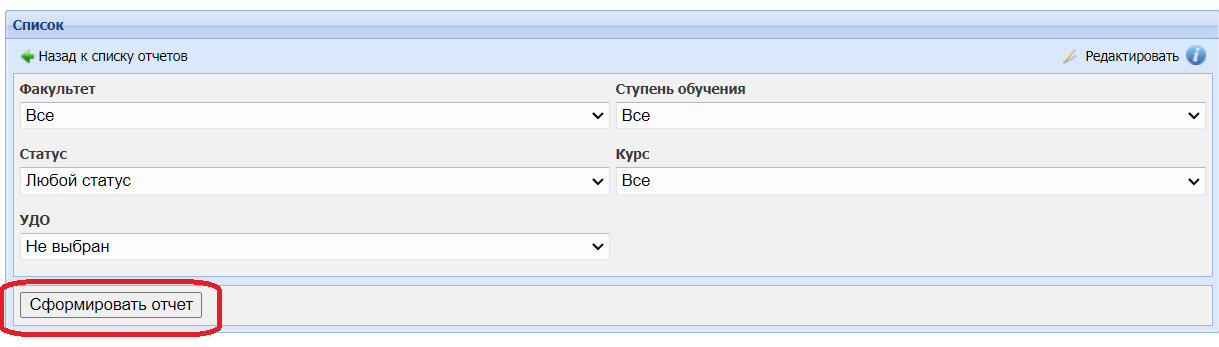 Список
Назад к списку отчетов Редактировать
Факультет Ступень обучения
Все Все
Статус Курс
Любой статус Все
УДО
Не выбран
Сформировать отчет